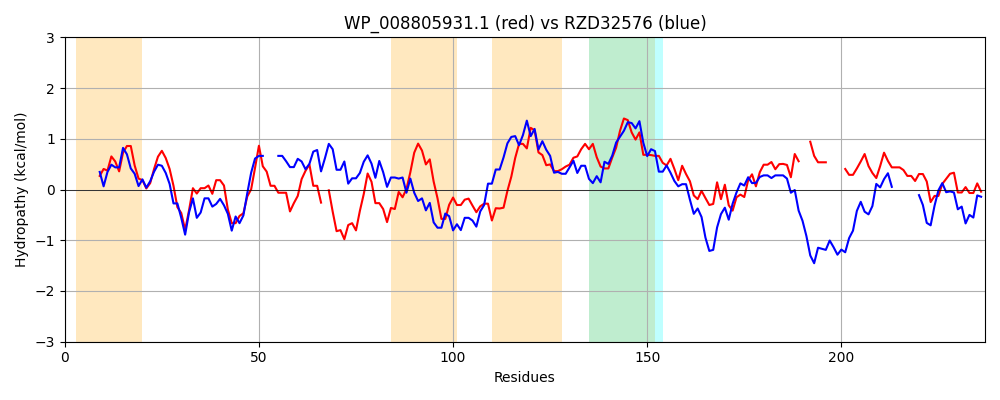 WP_008805931.1 (red) vs RZD32576 (blue)
Hydropathy (kcal/mol)
3
2
1
0
−1
−2
−3
0 50 100 150 200
Residues